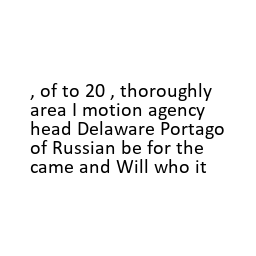 , of to 20 , thoroughly
area I motion agency
head Delaware Portago
of Russian be for the
came and Will who it